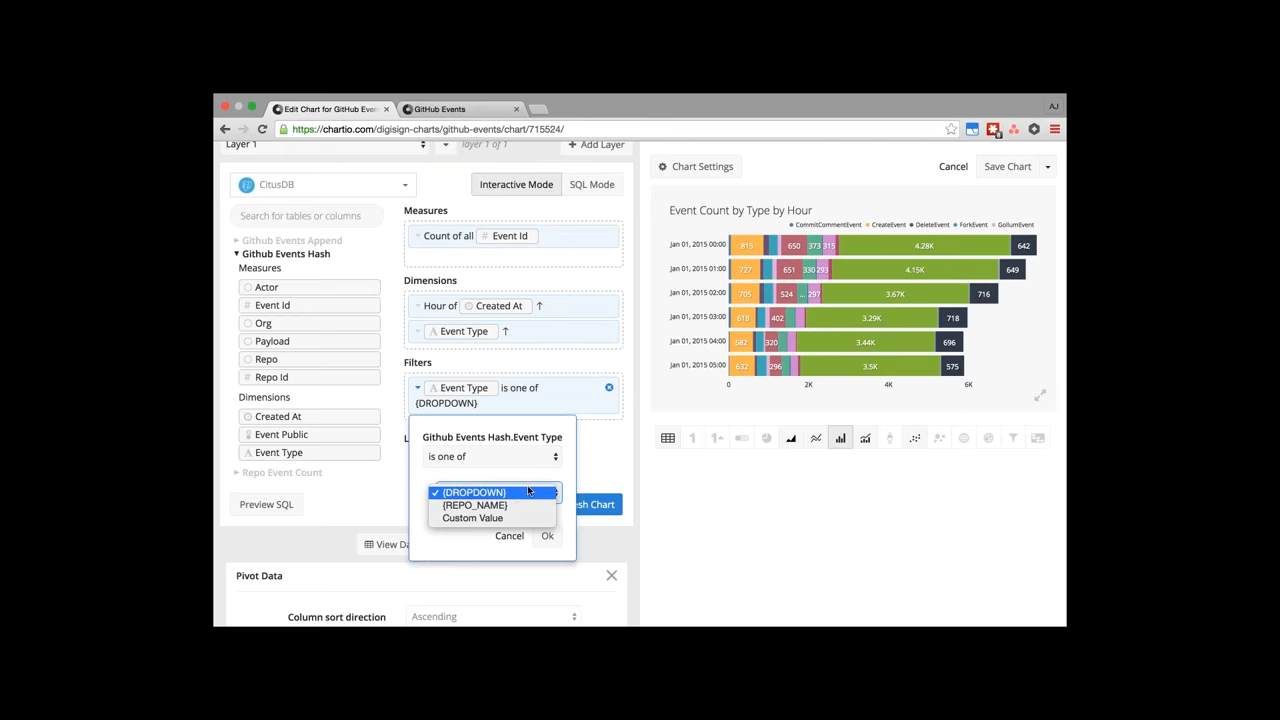 Edit Chart for GitHub Even
GitHub Events
AJ
https://chartio.com/digisign-charts/github-events/chart/715524/
Layer 1
layer 1 of 1
+ Add Layer
CitusDB
Interactive Mode
SQL Mode
Search for tables or columns
Github Events Append
Github Events Hash
Measures
Actor
# Event Id
Org
Payload
Repo
# Repo Id
Dimensions
Created At
Event Public
A Event Type
Repo Event Count
Preview SQL
Measures
Count of all # Event Id
Dimensions
Hour of Created At ↑
A Event Type ↑
Filters
A Event Type is one of
{DROPDOWN}
L
Github Events Hash.Event Type
is one of
✓ {DROPDOWN}
{REPO_NAME}
Custom Value
esh Chart
Cancel
Ok
View Da
Pivot Data
Column sort direction
Ascending
Chart Settings
Cancel
Save Chart
Event Count by Type by Hour
CommitCommentEvent CreateEvent DeleteEvent ForkEvent GollumEvent
Jan 01, 2015 00:00 815 650 373 315 4.28K 642
Jan 01, 2015 01:00 727 651 330 293 4.15K 649
Jan 01, 2015 02:00 705 524 ... 297 3.67K 716
Jan 01, 2015 03:00 618 402 3.29K 718
Jan 01, 2015 04:00 582 320 3.44K 696
Jan 01, 2015 05:00 632 296 3.5K 575
0 2K 4K 6K